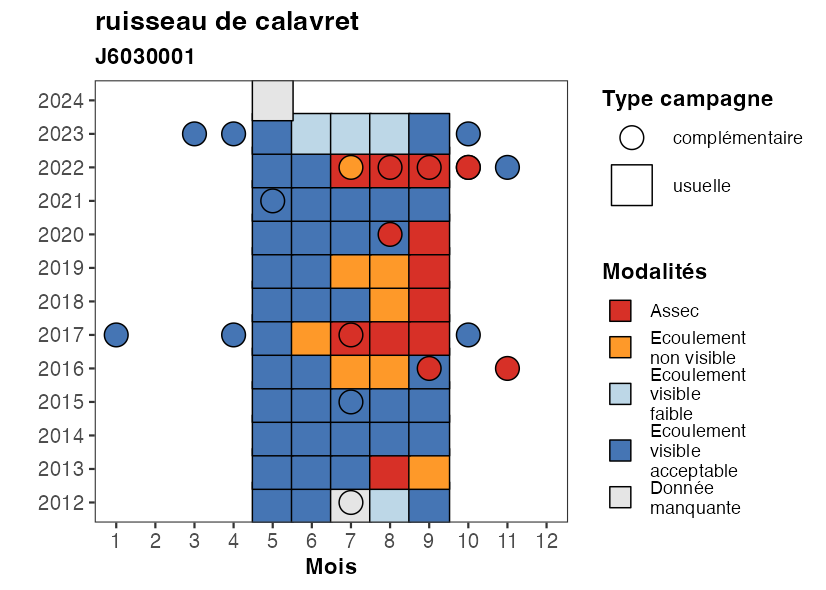 ruisseau de calavret
J6030001
2024
2023
2022
2021
2020
2019
2018
2017
2016
2015
2014
2013
2012
1 2 3 4 5 6 7 8 9 10 11 12
Mois
Type campagne
complémentaire
usuelle
Modalités
Assec
Ecoulement
non visible
Ecoulement
visible
faible
Ecoulement
visible
acceptable
Donnée
manquante